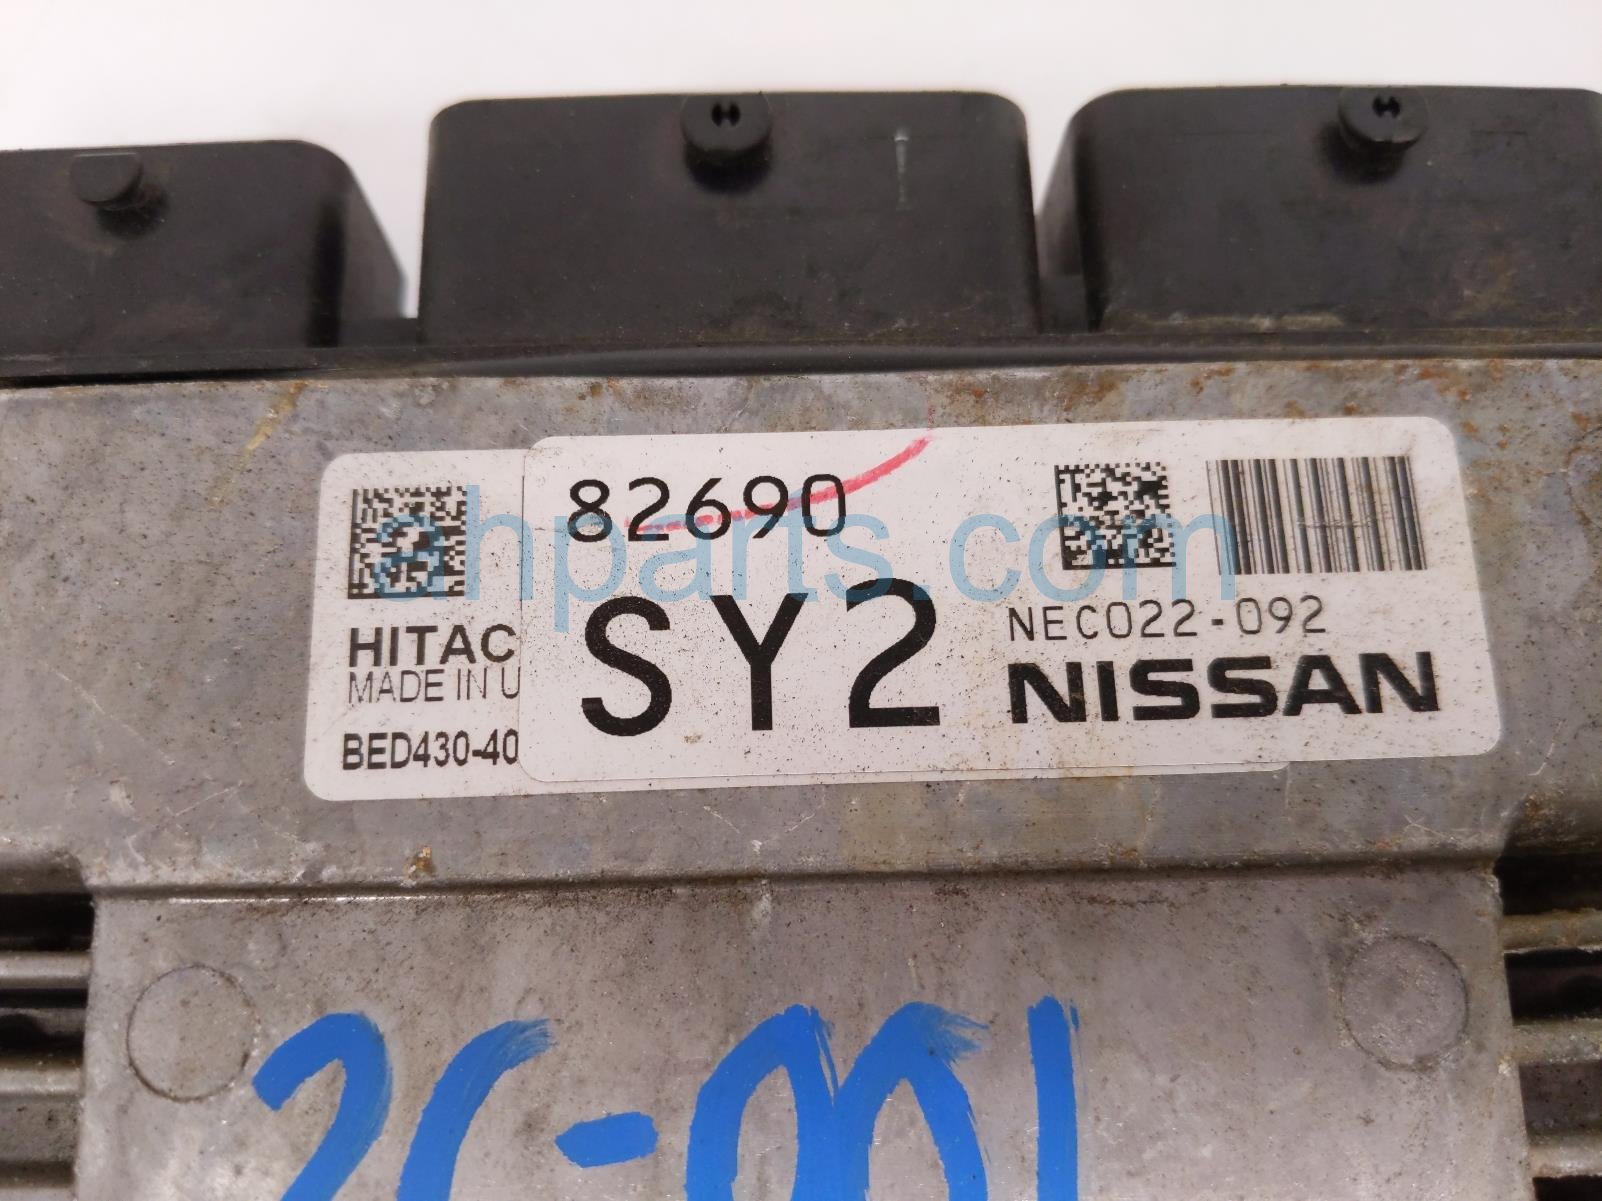 82690
SY2
NEC022-092
NISSAN
HITAC
MADE IN U
BED430-40
ahparts.com